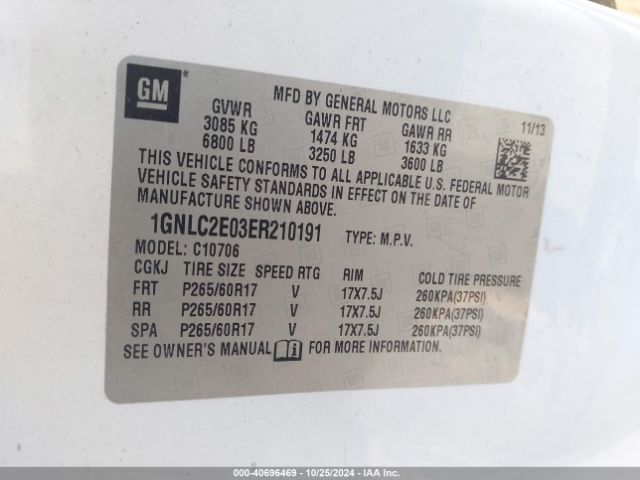 GM ®
MFD BY GENERAL MOTORS LLC
GVWR GAWR FRT GAWR RR 11/13
3085 KG 1474 KG 1633 KG
6800 LB 3250 LB 3600 LB
THIS VEHICLE CONFORMS TO ALL APPLICABLE U.S. FEDERAL MOTOR
VEHICLE SAFETY STANDARDS IN EFFECT ON THE DATE OF
MANUFACTURE SHOWN ABOVE.
1GNLC2E03ER210191 TYPE: M.P.V.
MODEL: C10706
CGKJ TIRE SIZE SPEED RTG RIM COLD TIRE PRESSURE
FRT P265/60R17 V 17X7.5J 260KPA(37PSI)
RR P265/60R17 V 17X7.5J 260KPA(37PSI)
SPA P265/60R17 V 17X7.5J 260KPA(37PSI)
SEE OWNER'S MANUAL i FOR MORE INFORMATION.
000-40696469 - 10/25/2024 - IAA Inc.